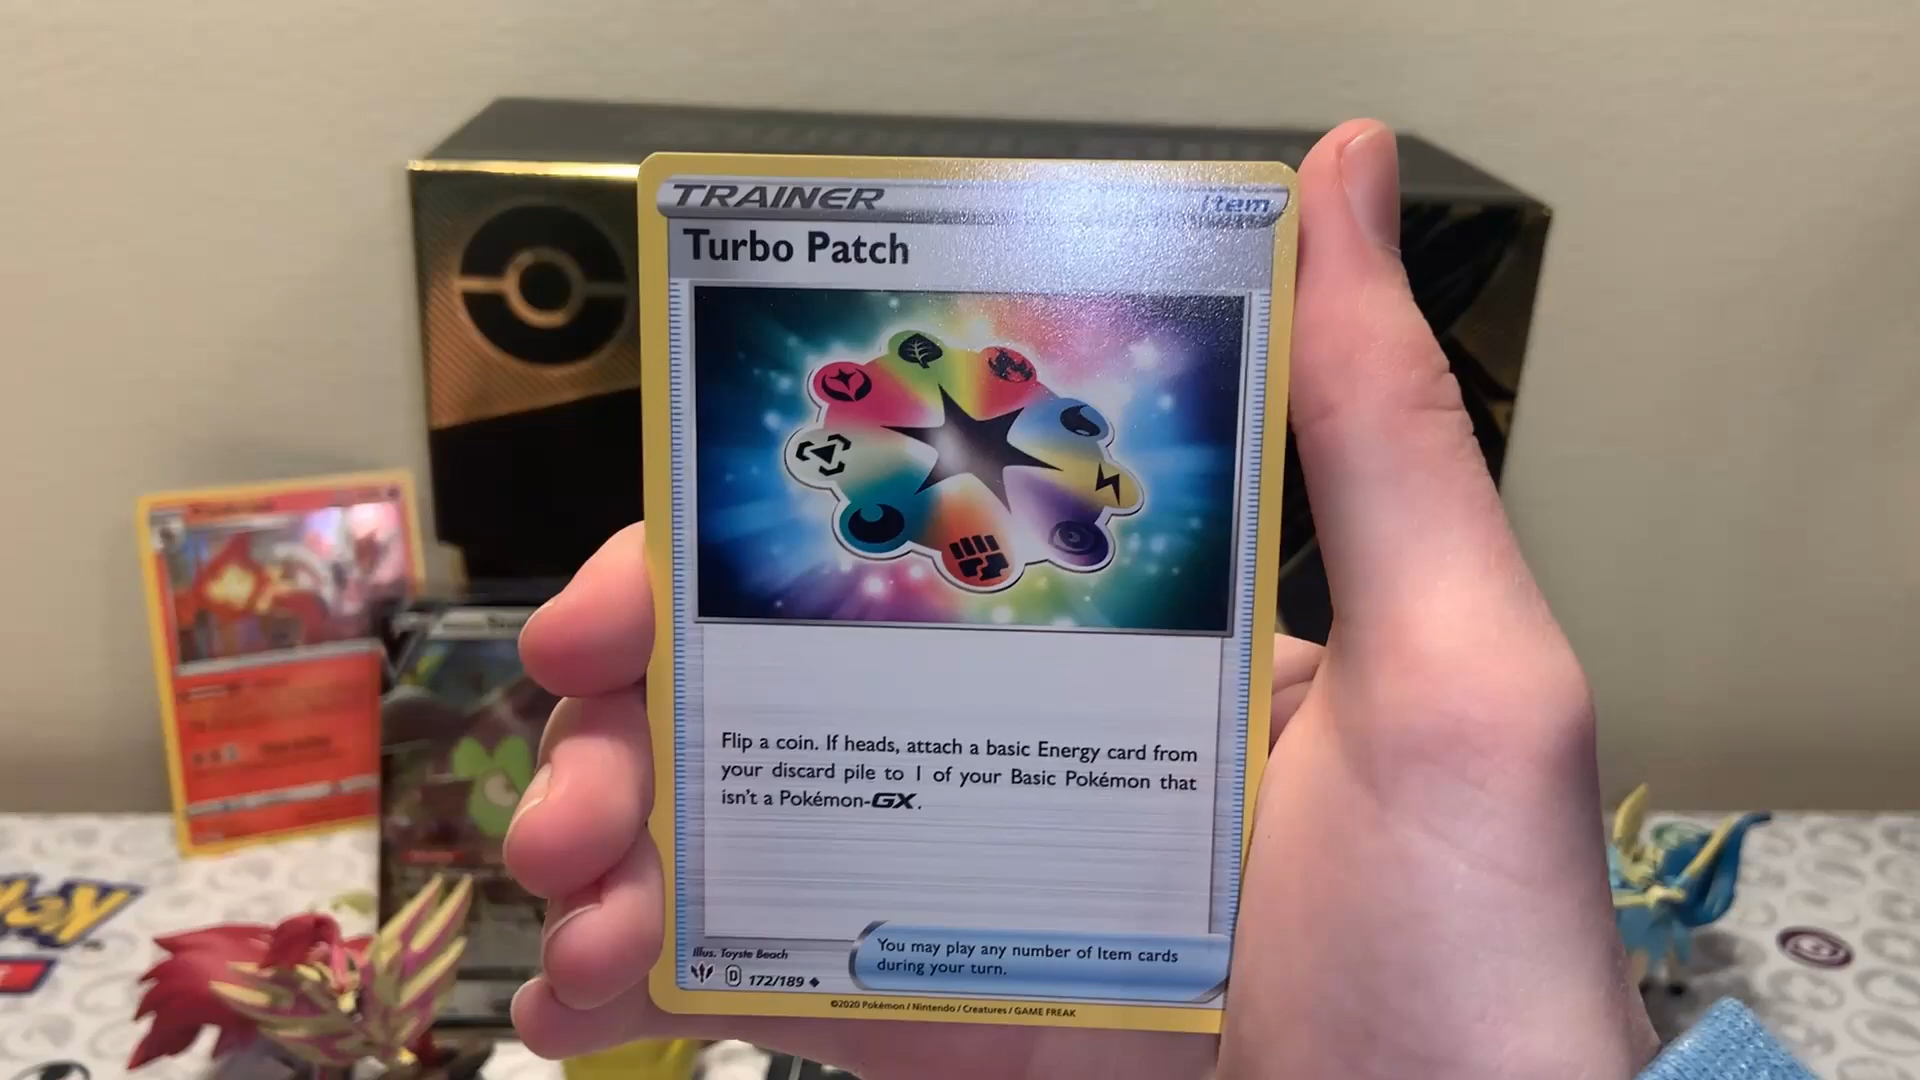 TRAINER
Item
Turbo Patch
Flip a coin. If heads, attach a basic Energy card from
your discard pile to 1 of your Basic Pokémon that
isn't a Pokémon-GX.
You may play any number of Item cards
during your turn.
Illus. Toyste Beach
D 172/189
©2020 Pokémon / Nintendo / Creatures / GAME FREAK